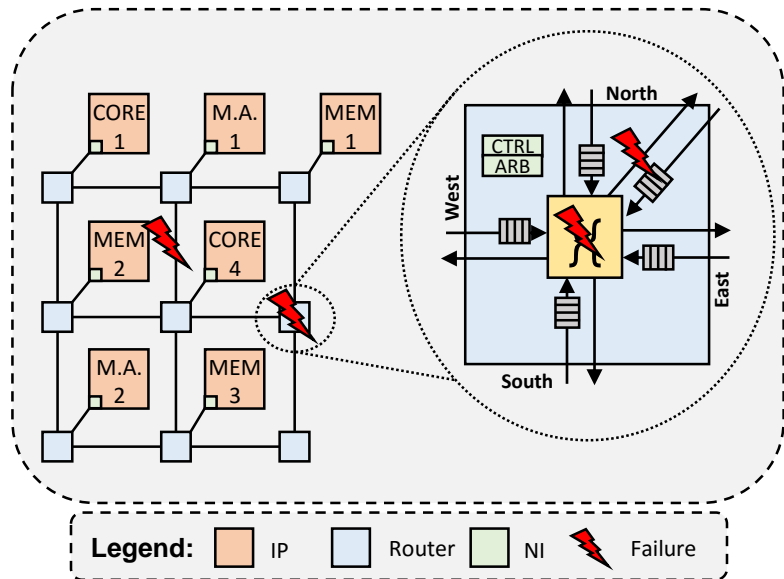 CORE
1
M.A.
1
MEM
1
MEM
2
CORE
4
M.A.
2
MEM
3
North
CTRL
ARB
West
East
South
Legend: IP Router NI Failure